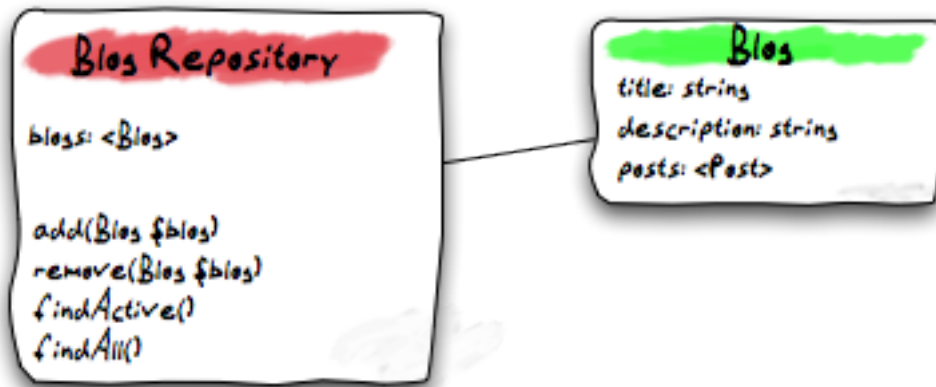 Blog Repository
blogs: <Blog>
add(Blog $blog)
remove(Blog $blog)
findActive()
findAll()
Blog
title: string
description: string
posts: <Post>